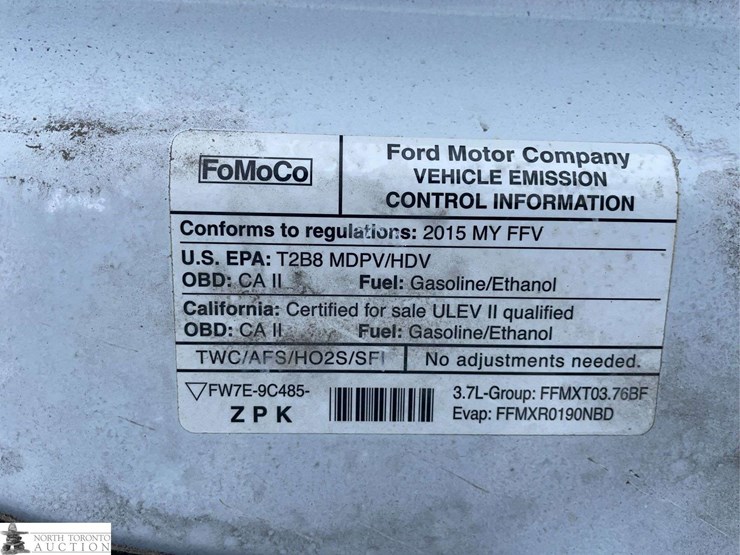 FoMoCo
Ford Motor Company
VEHICLE EMISSION
CONTROL INFORMATION
Conforms to regulations: 2015 MY FFV
U.S. EPA: T2B8 MDPV/HDV
OBD: CA II Fuel: Gasoline/Ethanol
California: Certified for sale ULEV II qualified
OBD: CA II Fuel: Gasoline/Ethanol
TWC/AFS/HO2S/SFI No adjustments needed.
FW7E-9C485-
ZPK
3.7L-Group: FFMXT03.76BF
Evap: FFMXR0190NBD
NORTH TORONTO
AUCTION